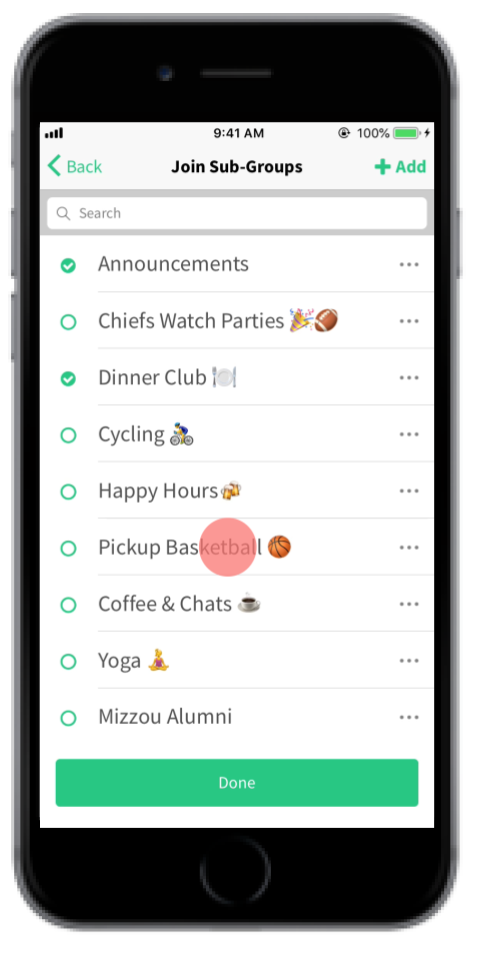 9:41 AM 100%
Back Join Sub-Groups + Add
Search
Announcements
Chiefs Watch Parties 🎉🏈
Dinner Club 🍽
Cycling 🚴
Happy Hours🍻
Pickup Basketball 🏀
Coffee & Chats ☕
Yoga 🧘
Mizzou Alumni
Done